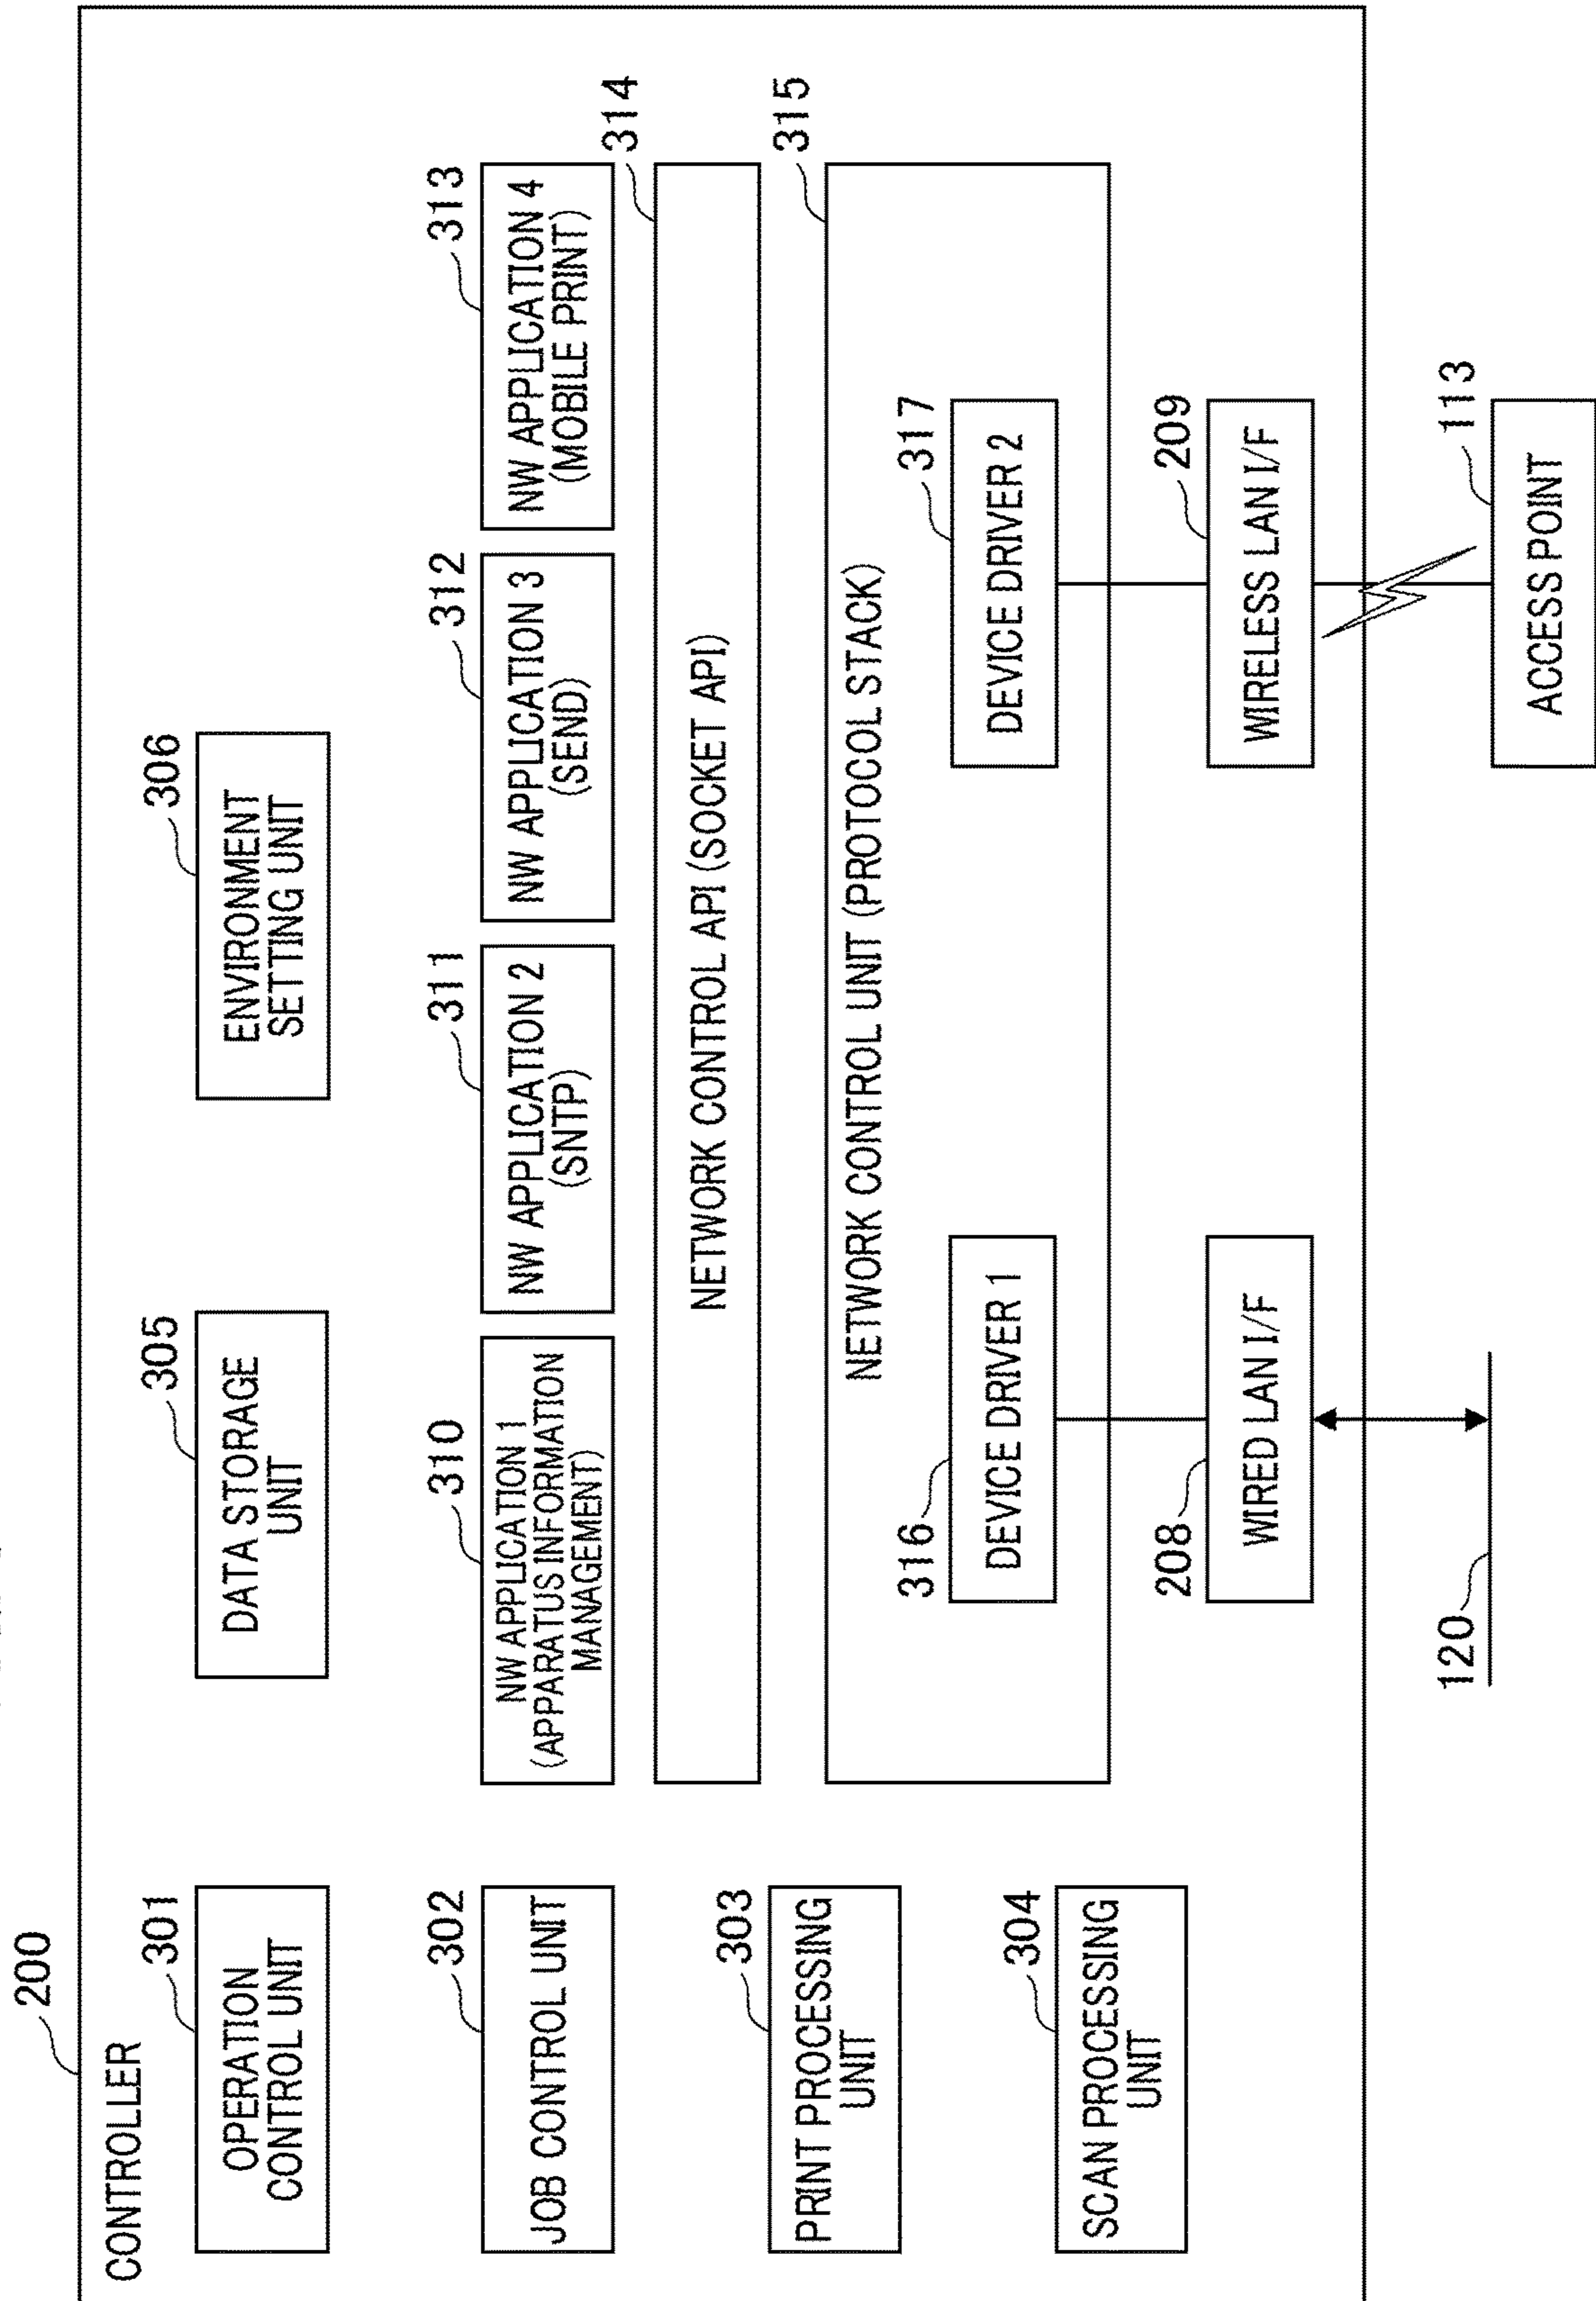 200
CONTROLLER
301
OPERATION
CONTROL UNIT
305
DATA STORAGE
UNIT
306
ENVIRONMENT
SETTING UNIT
302
JOB CONTROL UNIT
310
NW APPLICATION 1
(APPARATUS INFORMATION
MANAGEMENT)
311
NW APPLICATION 2
(SNTP)
312
NW APPLICATION 3
(SEND)
313
NW APPLICATION 4
(MOBILE PRINT)
314
NETWORK CONTROL API (SOCKET API)
303
PRINT PROCESSING
UNIT
315
NETWORK CONTROL UNIT (PROTOCOL STACK)
316
DEVICE DRIVER 1
317
DEVICE DRIVER 2
304
SCAN PROCESSING
UNIT
208
WIRED LAN I/F
209
WIRELESS LAN I/F
120
113
ACCESS POINT